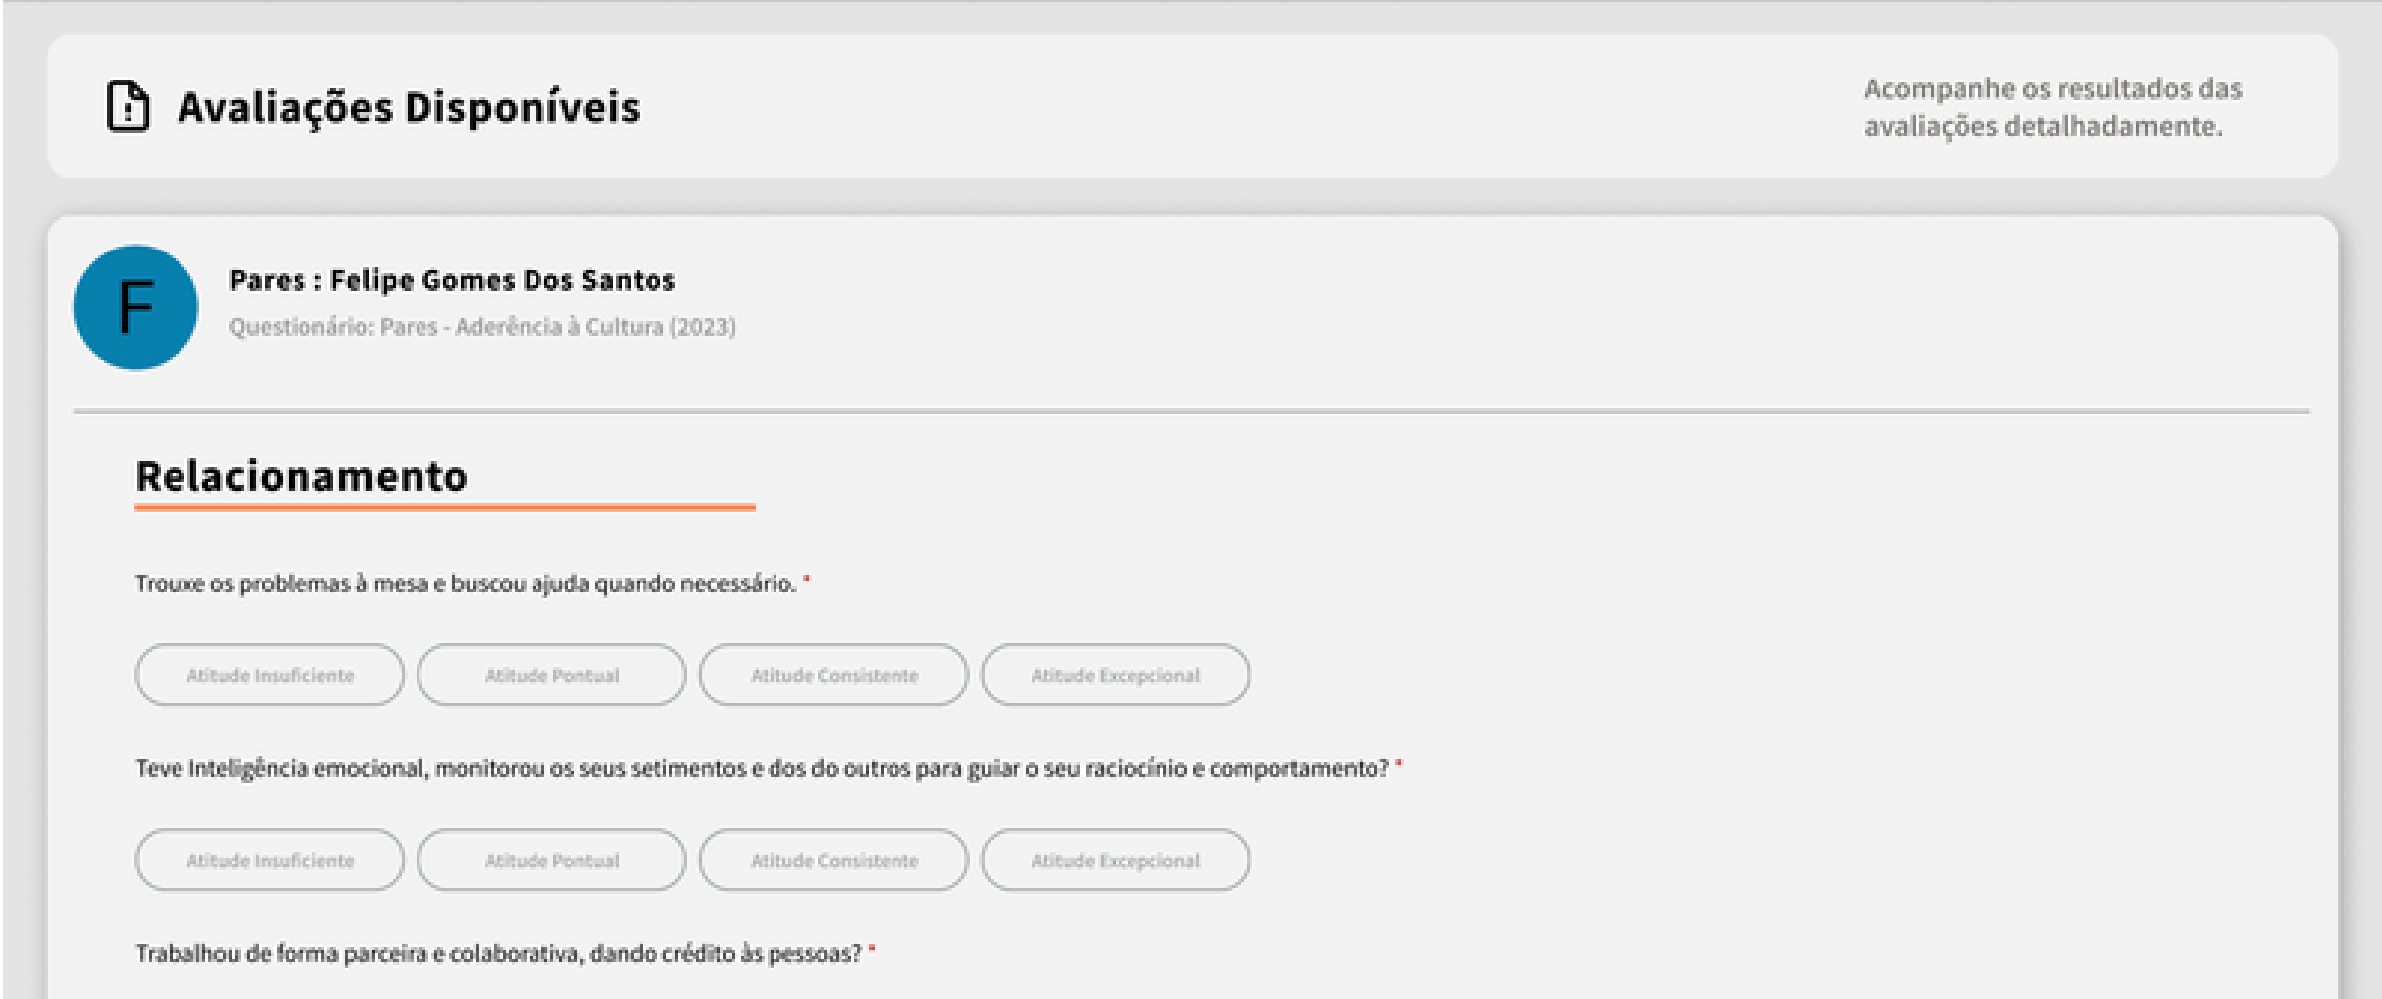 Avaliações Disponíveis
Acompanhe os resultados das
avaliações detalhadamente.
F
Pares : Felipe Gomes Dos Santos
Questionário: Pares - Aderência à Cultura (2023)
Relacionamento
Trouxe os problemas à mesa e buscou ajuda quando necessário. *
Atitude Insuficiente Atitude Pontual Atitude Consistente Atitude Excepcional
Teve Inteligência emocional, monitorou os seus setimentos e dos do outros para guiar o seu raciocínio e comportamento? *
Atitude Insuficiente Atitude Pontual Atitude Consistente Atitude Excepcional
Trabalhou de forma parceira e colaborativa, dando crédito às pessoas? *